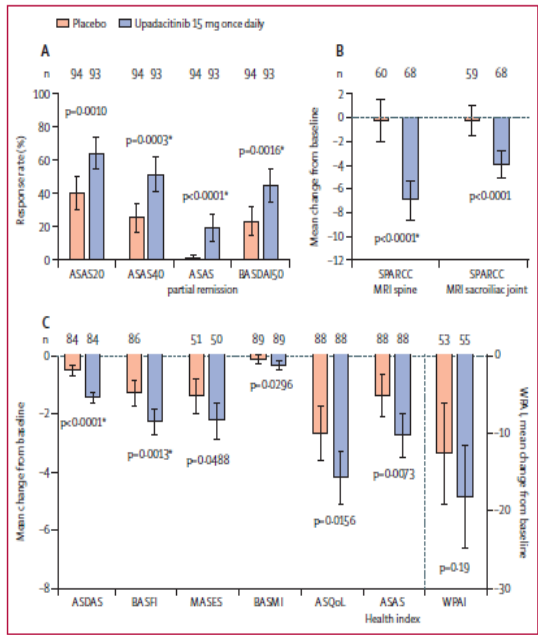 Placebo Upadacitinib 15 mg once daily
A
n 94 93 94 93 94 93 94 93
Response rate (%)
100
80
60
40
20
0
p=0·0010
p=0·0003*
p<0·0001*
p=0·0016*
ASAS20 ASAS40 ASAS BASDAI50
partial remission
B
n 60 68 59 68
Mean change from baseline
2
0
−2
−4
−6
−8
−10
−12
p<0·0001*
p<0·0001
SPARCC SPARCC
MRI spine MRI sacroiliac joint
C
n 84 84 86 51 50 89 89 88 88 88 88 53 55
Mean change from baseline
0
−2
−4
−6
−8
p<0·0001*
p=0·0013*
p=0·0488
p=0·0296
p=0·0156
p=0·0073
p=0·19
0
−10
−20
−30
WPAI, mean change from baseline
ASDAS BASFI MASES BASMI ASQoL ASAS WPAI
Health index